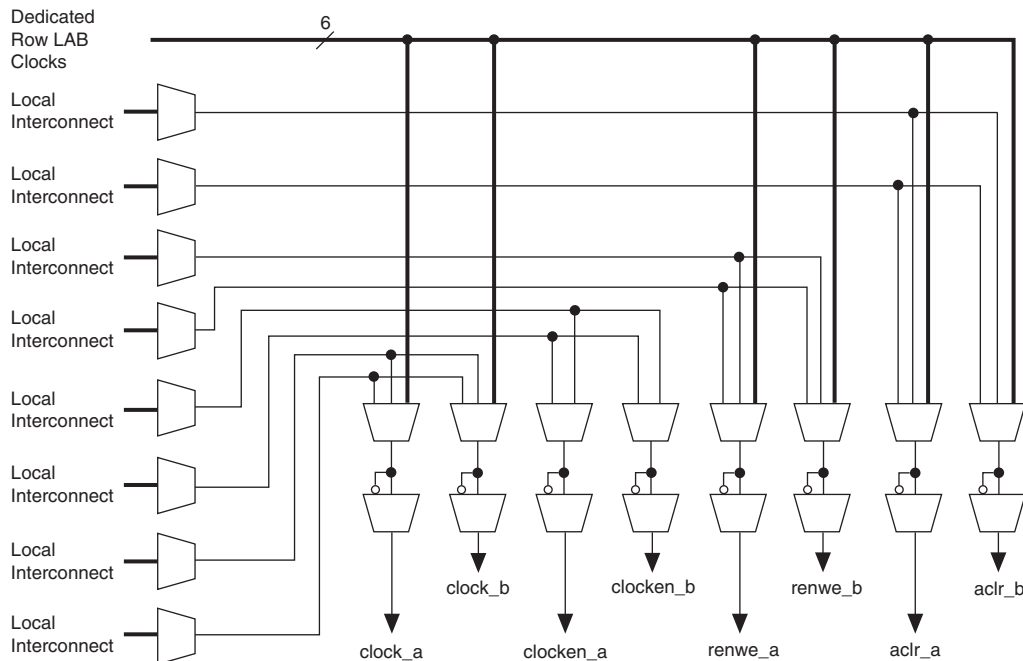 Dedicated
Row LAB
Clocks
6
Local
Interconnect
Local
Interconnect
Local
Interconnect
Local
Interconnect
Local
Interconnect
Local
Interconnect
Local
Interconnect
Local
Interconnect
clock_b
clocken_b
renwe_b
aclr_b
clock_a
clocken_a
renwe_a
aclr_a